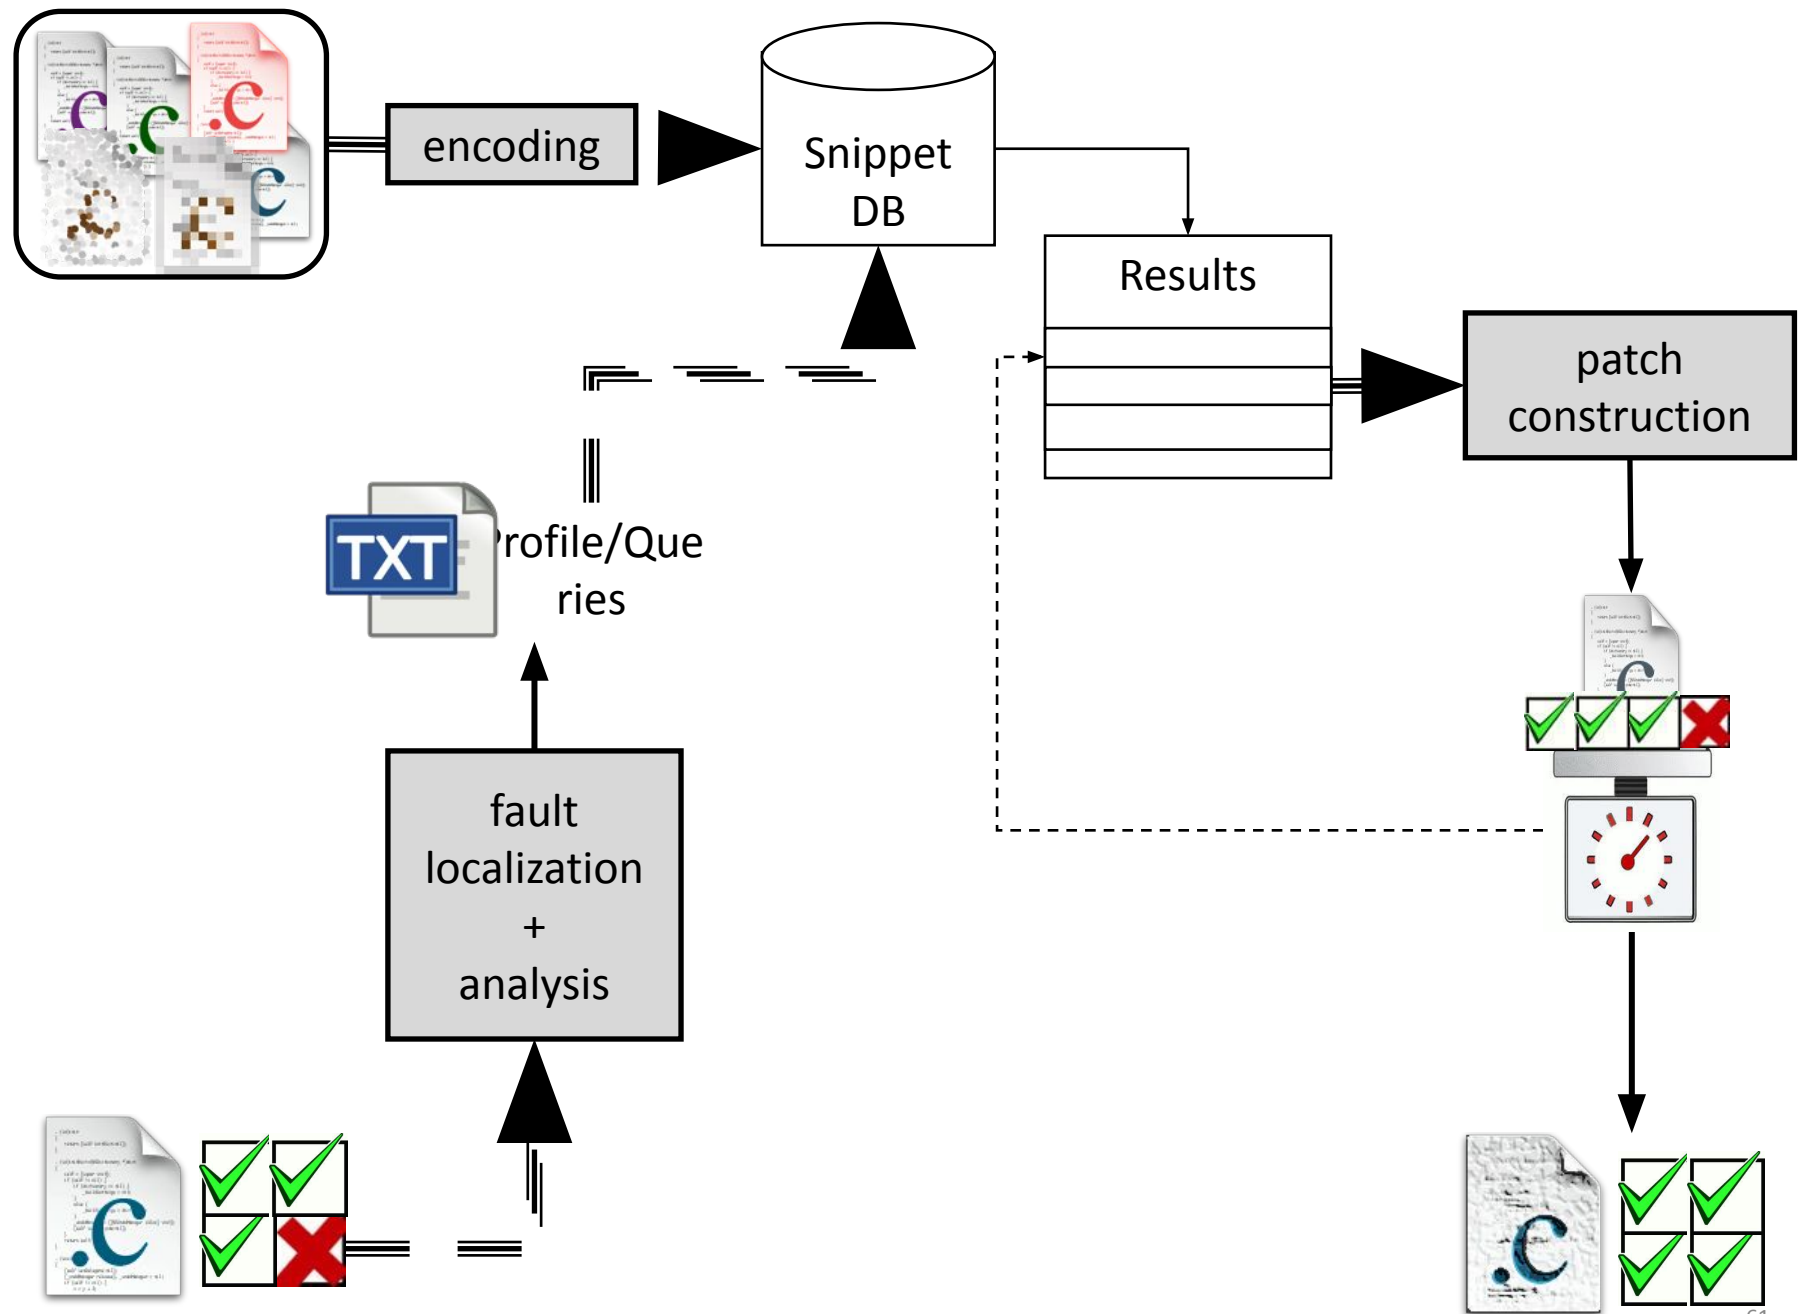 encoding
Snippet
DB
Results
patch
construction
TXT
rofile/Que
ries
fault
localization
+
analysis
.c
.c
.c
.c
.c
.c